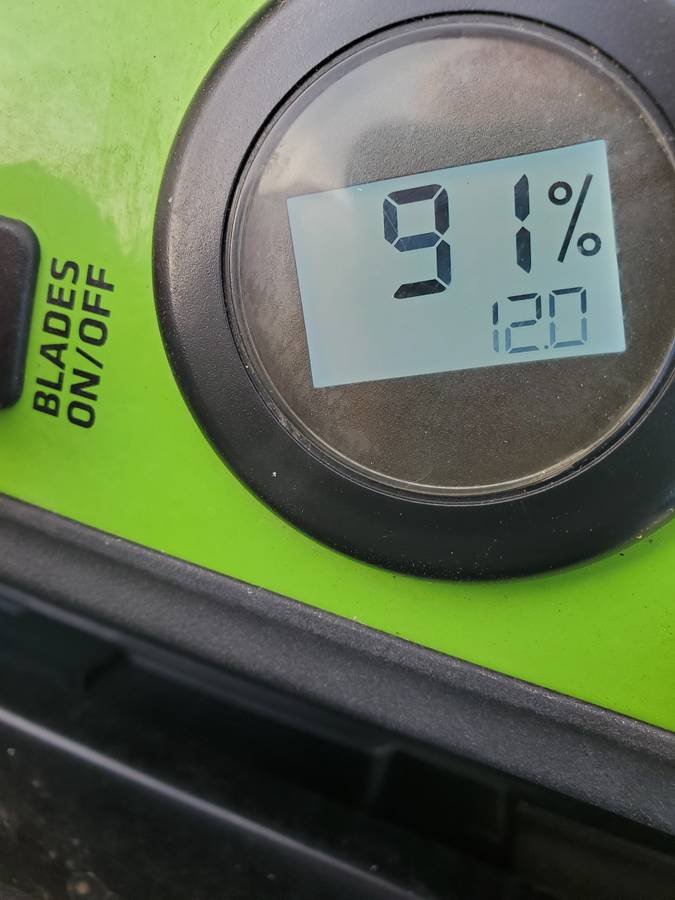 91%
12.0
BLADES
ON/OFF